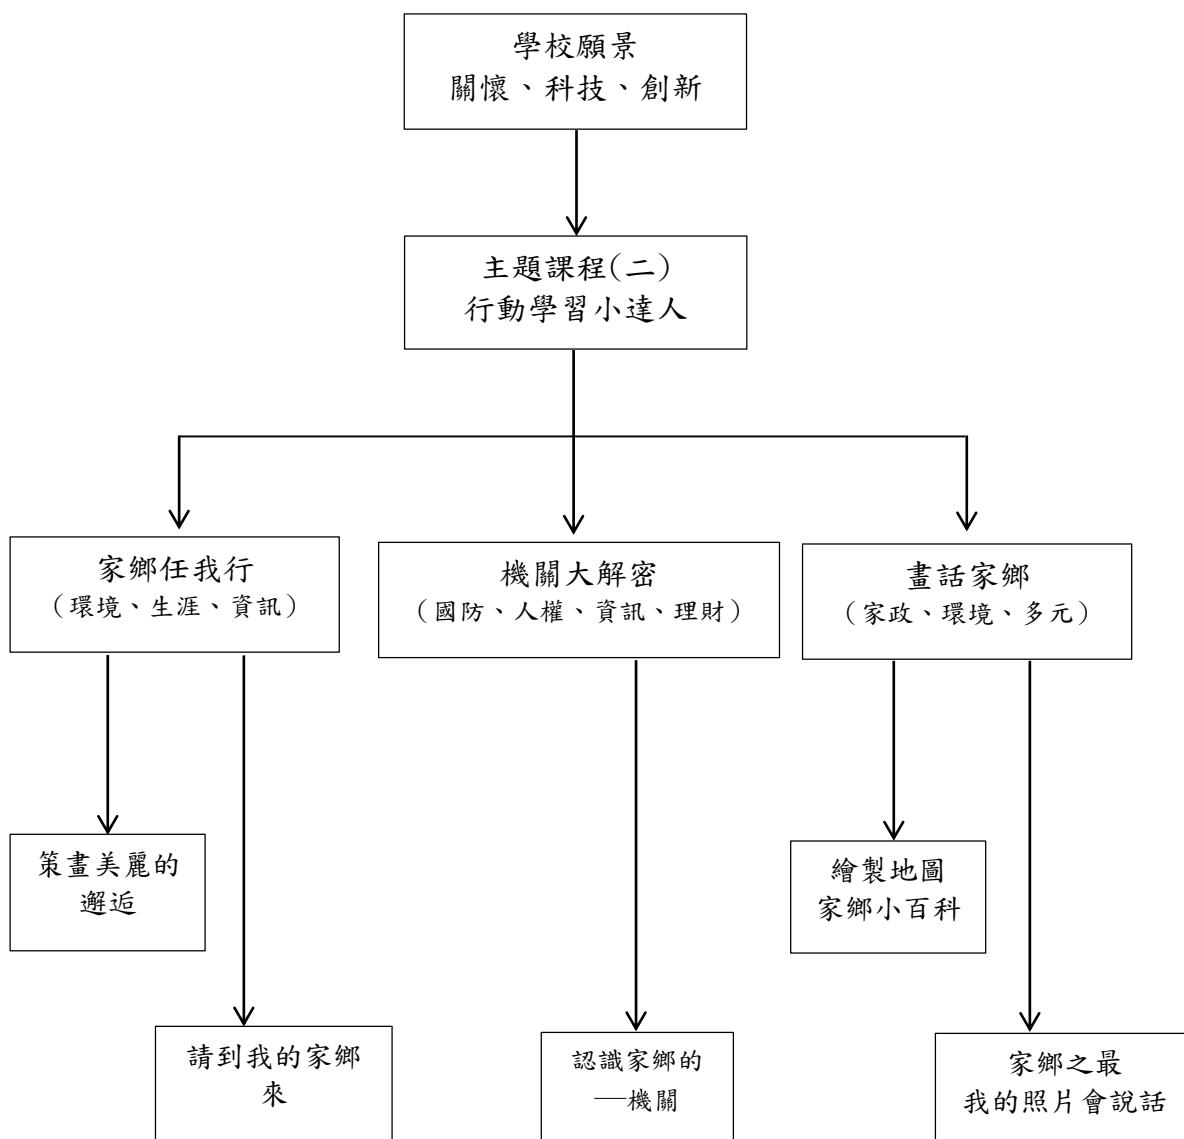 學校願景
關懷、科技、創新
主題課程(二)
行動學習小達人
家鄉任我行
（環境、生涯、資訊）
機關大解密
（國防、人權、資訊、理財）
畫話家鄉
（家政、環境、多元）
策畫美麗的
邂逅
繪製地圖
家鄉小百科
請到我的家鄉
來
認識家鄉的
—機關
家鄉之最
我的照片會說話